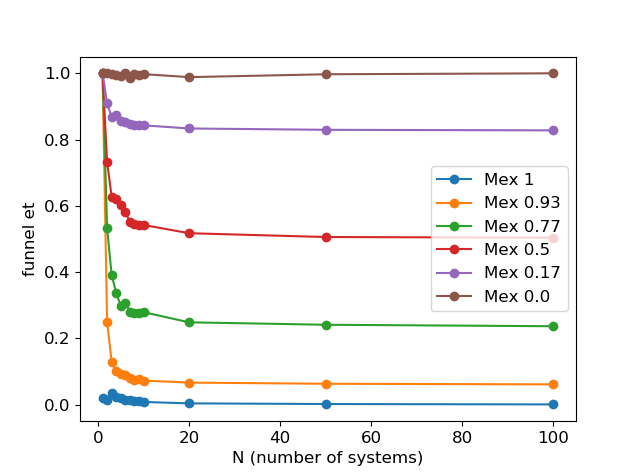 1.0
0.8
0.6
0.4
0.2
0.0
funnel et
Mex 1
Mex 0.93
Mex 0.77
Mex 0.5
Mex 0.17
Mex 0.0
0 20 40 60 80 100
N (number of systems)